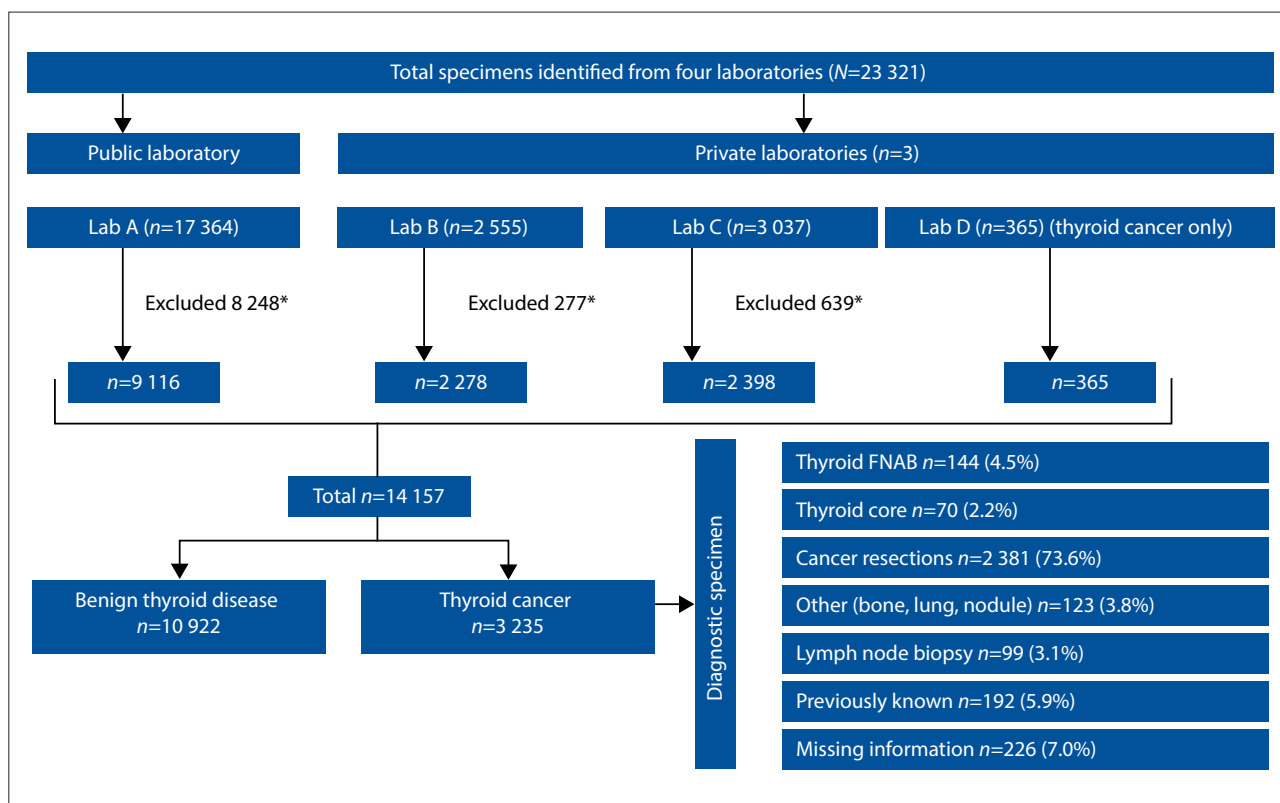 Total specimens identified from four laboratories (N=23 321)
Public laboratory
Private laboratories (n=3)
Lab A (n=17 364)
Lab B (n=2 555)
Lab C (n=3 037)
Lab D (n=365) (thyroid cancer only)
Excluded 8 248*
Excluded 277*
Excluded 639*
n=9 116
n=2 278
n=2 398
n=365
Total n=14 157
Benign thyroid disease
n=10 922
Thyroid cancer
n=3 235
Diagnostic specimen
Thyroid FNAB n=144 (4.5%)
Thyroid core n=70 (2.2%)
Cancer resections n=2 381 (73.6%)
Other (bone, lung, nodule) n=123 (3.8%)
Lymph node biopsy n=99 (3.1%)
Previously known n=192 (5.9%)
Missing information n=226 (7.0%)